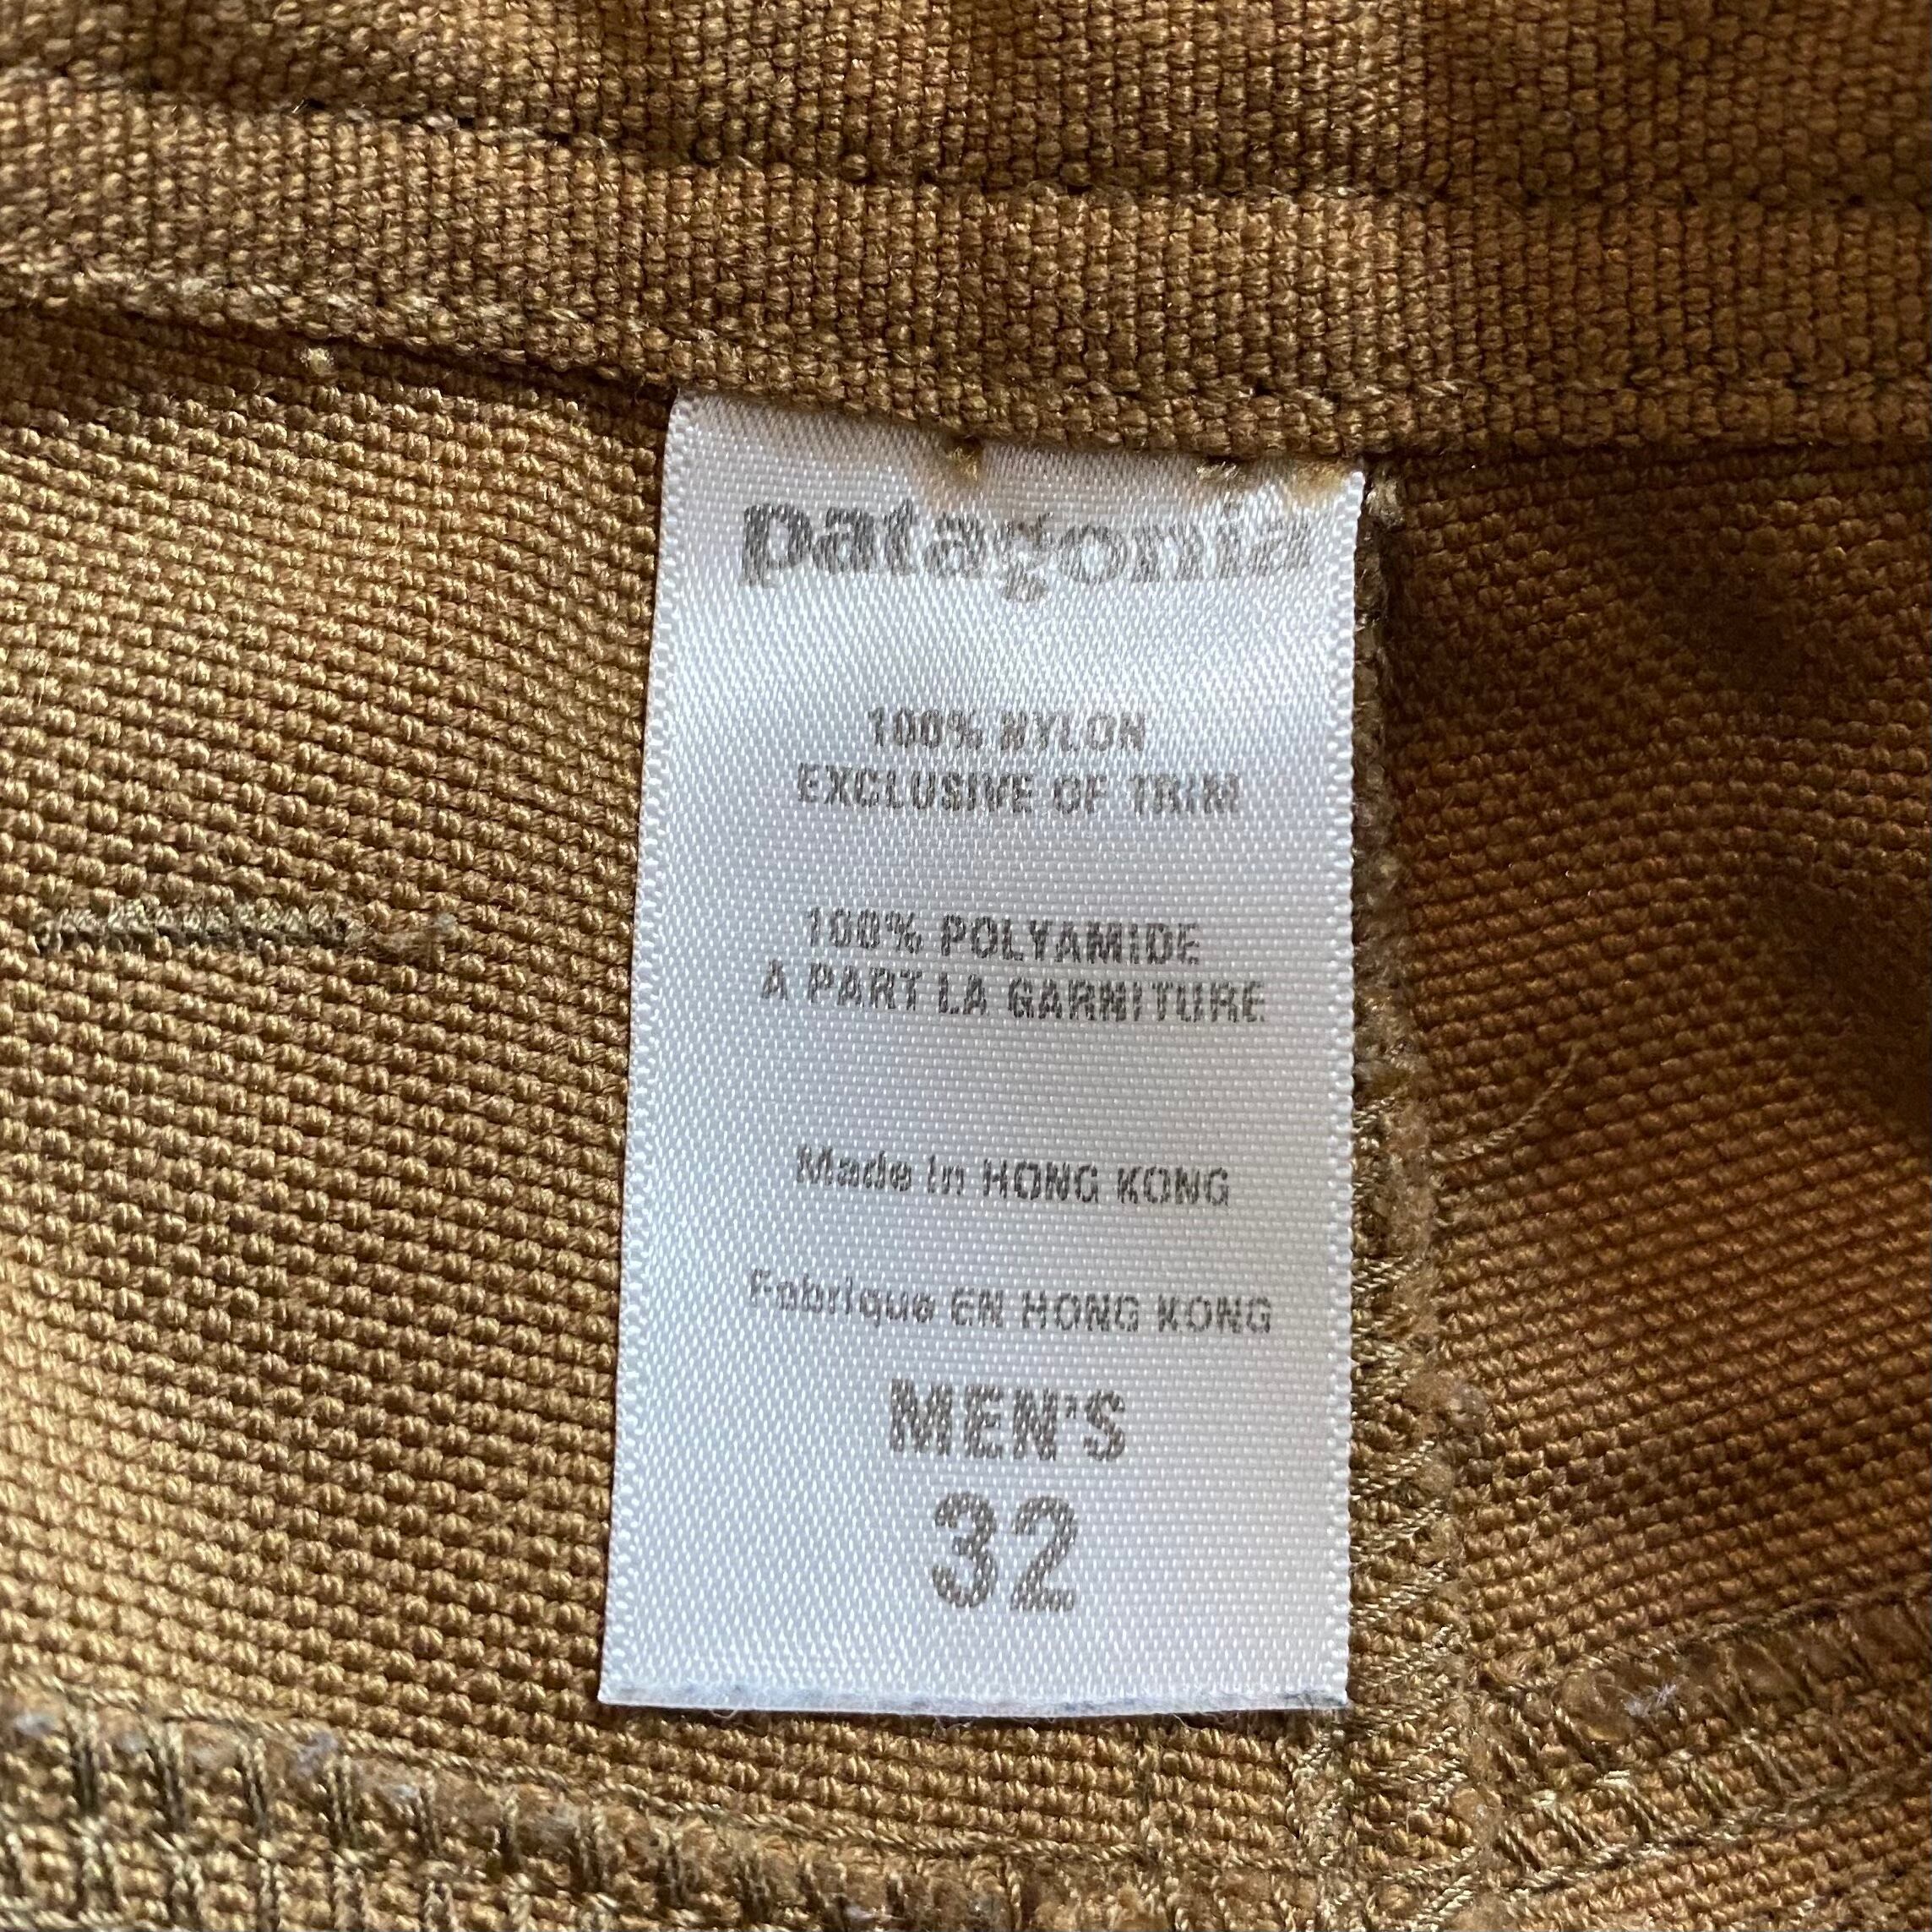 patagonia
100% NYLON
EXCLUSIVE OF TRIM
100% POLYAMIDE
A PART LA GARNITURE
Made in HONG KONG
Fabrique EN HONG KONG
MEN'S
32